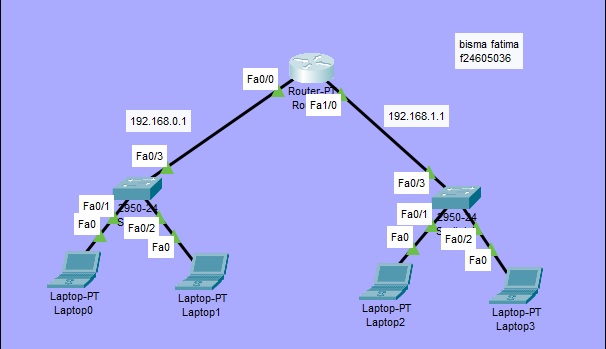 bisma fatima
f24605036
Fa0/0
Router-PT
Fa1/0
192.168.0.1
192.168.1.1
Fa0/3
Fa0/3
Fa0/1
2950-24
Fa0/2
Fa0
Fa0
Fa0/1
2950-24
Fa0/2
Fa0
Fa0
Laptop-PT
Laptop0
Laptop-PT
Laptop1
Laptop-PT
Laptop2
Laptop-PT
Laptop3